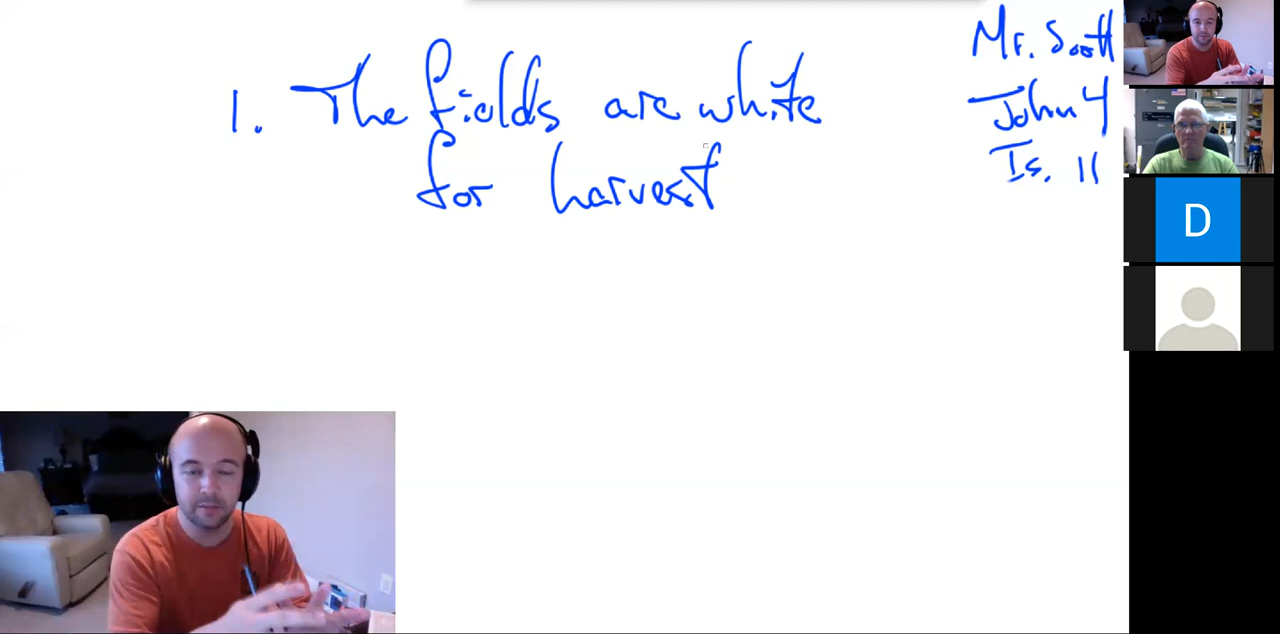 1. The fields are white
for harvest
Mr. Scott
John 4
Is. 11
D